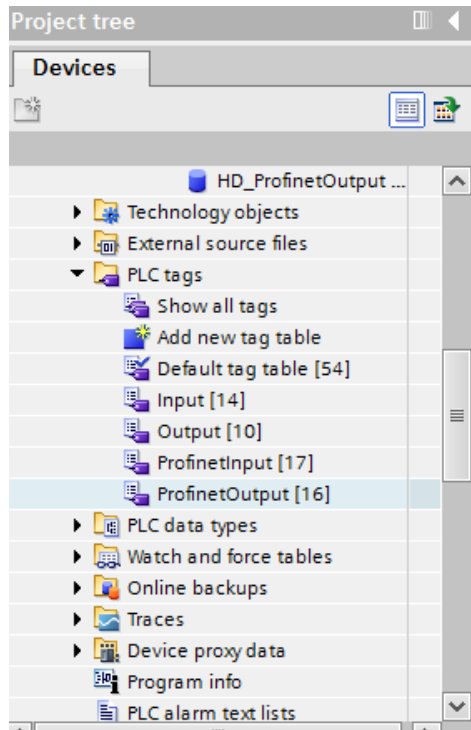 Project tree
Devices
HD_ProfinetOutput ...
Technology objects
External source files
PLC tags
Show all tags
Add new tag table
Default tag table [54]
Input [14]
Output [10]
ProfinetInput [17]
ProfinetOutput [16]
PLC data types
Watch and force tables
Online backups
Traces
Device proxy data
Program info
PLC alarm text lists